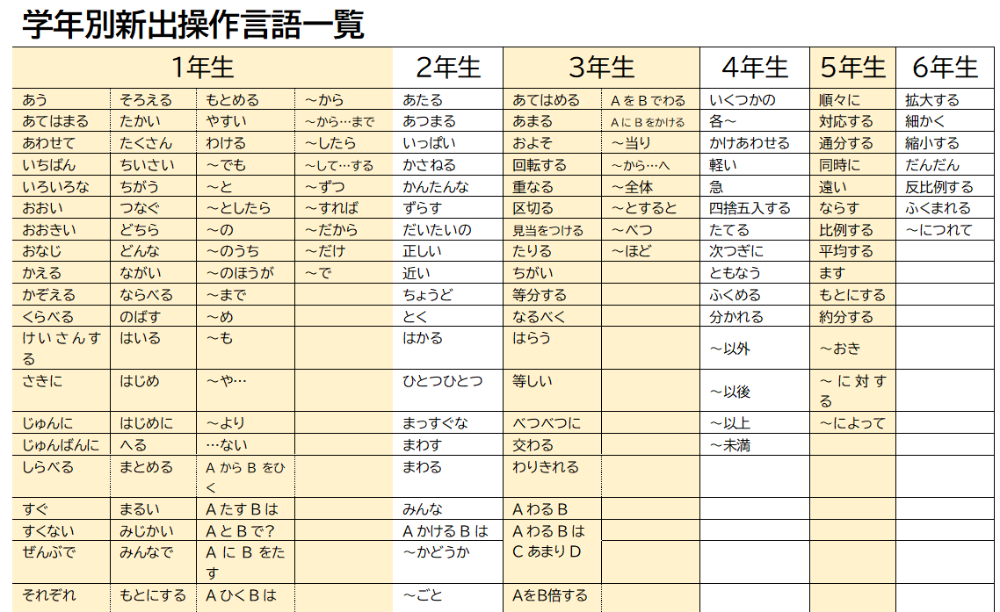 学年別新出操作言語一覧
1年生 2年生 3年生 4年生 5年生 6年生
あう そろえる もとめる ～から あたる あてはめる AをBでわる いくつかの 順々に 拡大する
あてはまる たかい やすい ～から…まで あつまる あまる AにBをかける 各～ 対応する 細かく
あわせて たくさん わける ～したら いっぱい およそ ～当り かけあわせる 通分する 縮小する
いちばん ちいさい ～でも ～して…する かさねる 回転する ～から…へ 軽い 同時に だんだん
いろいろな ちがう ～と ～ずつ かんたんな 重なる ～全体 急 遠い 反比例する
おおい つなぐ ～としたら ～すれば ずらす 区切る ～とすると 四捨五入する ならす ふくまれる
おおきい どちら ～の ～だから だいたいの 見当をつける ～べつ たてる 比例する ～につれて
おなじ どんな ～のうち ～だけ 正しい たりる ～ほど 次つぎに 平均する
かえる ながい ～のほうが ～で 近い ちがい ともなう ます
かぞえる ならべる ～まで ちょうど 等分する ふくめる もとにする
くらべる のばす ～め とく なるべく 分かれる 約分する
けいさんす はいる ～も はかる はらう ～以外 ～おき
る
さきに はじめ ～や… ひとつひとつ 等しい ～以後 ～に対す
る
じゅんに はじめに ～より まっすぐな べつべつに ～以上 ～によって
じゅんばんに へる …ない まわす 交わる ～未満
しらべる まとめる A から B をひ まわる わりきれる
く
すぐ まるい A たす B は みんな A わる B
すくない みじかい A と B で? A かける B は A わる B は
ぜんぶで みんなで A に B をた ～かどうか C あまり D
す
それぞれ もとにする A ひく B は ～ごと AをB倍する